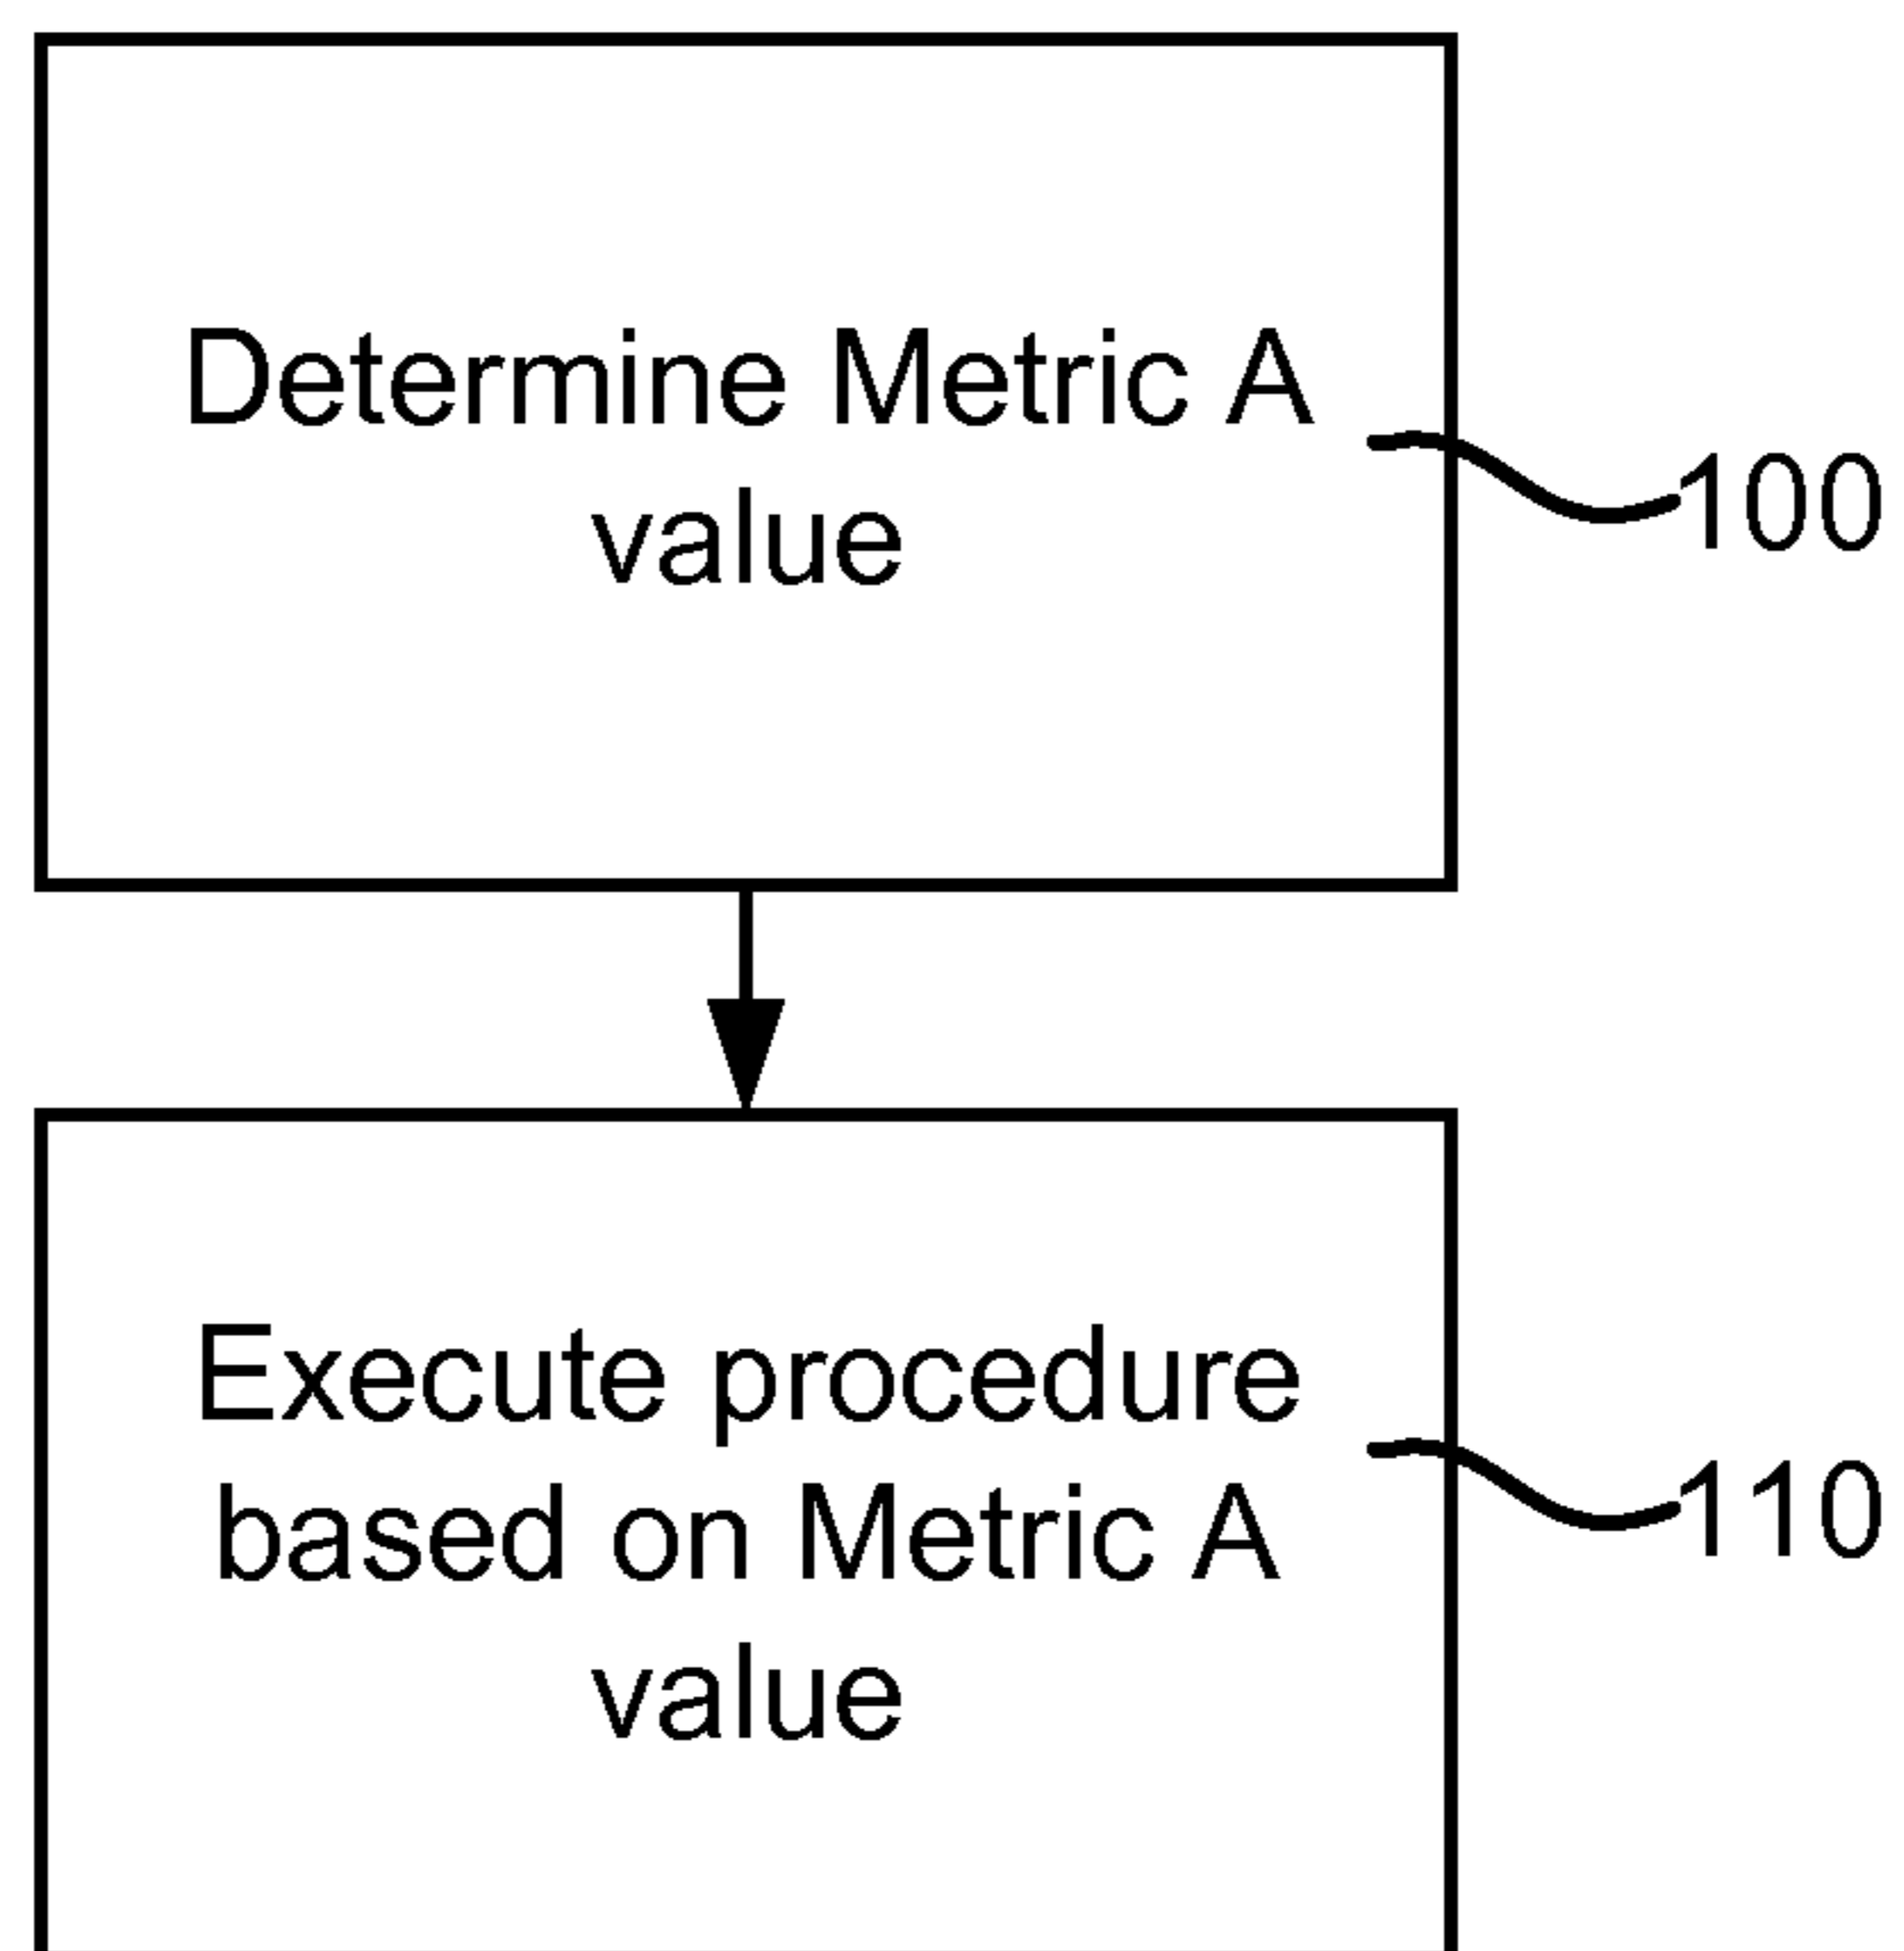 Determine Metric A
value
100
Execute procedure
based on Metric A
value
110